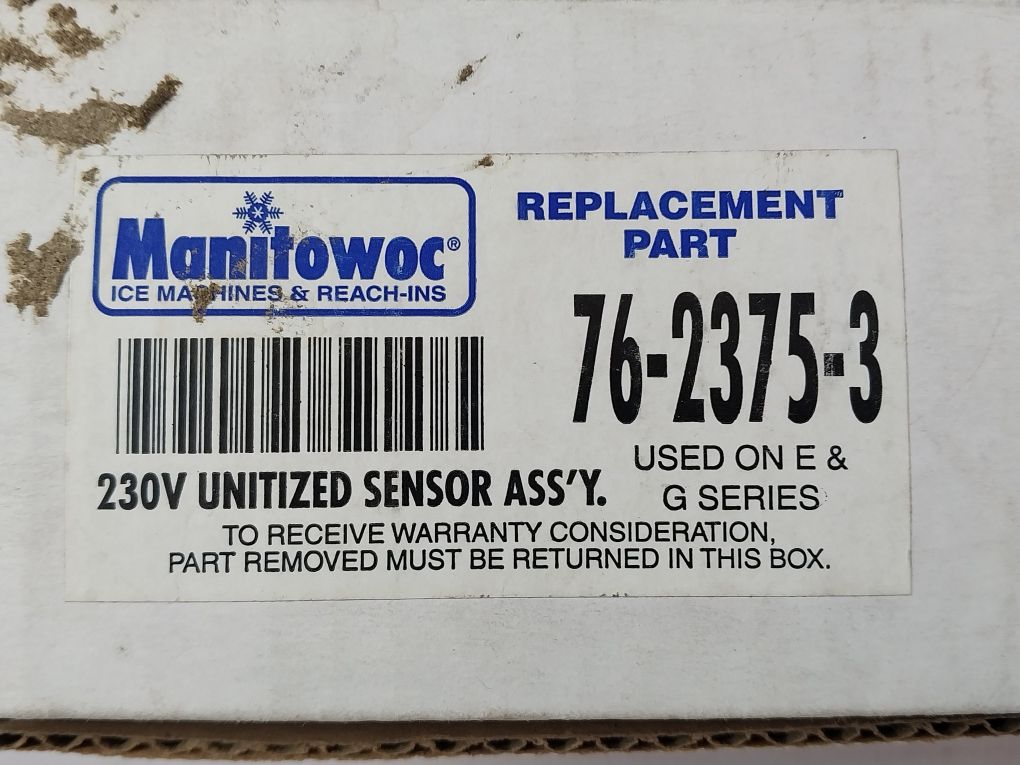 Manitowoc®
ICE MACHINES & REACH-INS
REPLACEMENT
PART
76-2375-3
USED ON E &
G SERIES
230V UNITIZED SENSOR ASS'Y.
TO RECEIVE WARRANTY CONSIDERATION,
PART REMOVED MUST BE RETURNED IN THIS BOX.